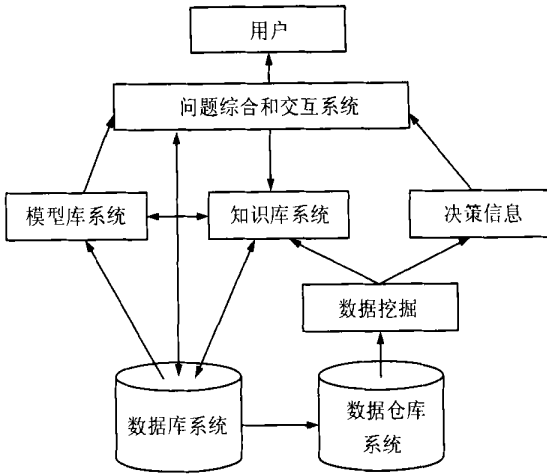 用户
问题综合和交互系统
模型库系统
知识库系统
决策信息
数据挖掘
数据库系统
数据仓库
系统